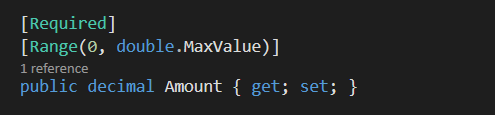 [Required]
[Range(0, double.MaxValue)]
1 reference
public decimal Amount { get; set; }